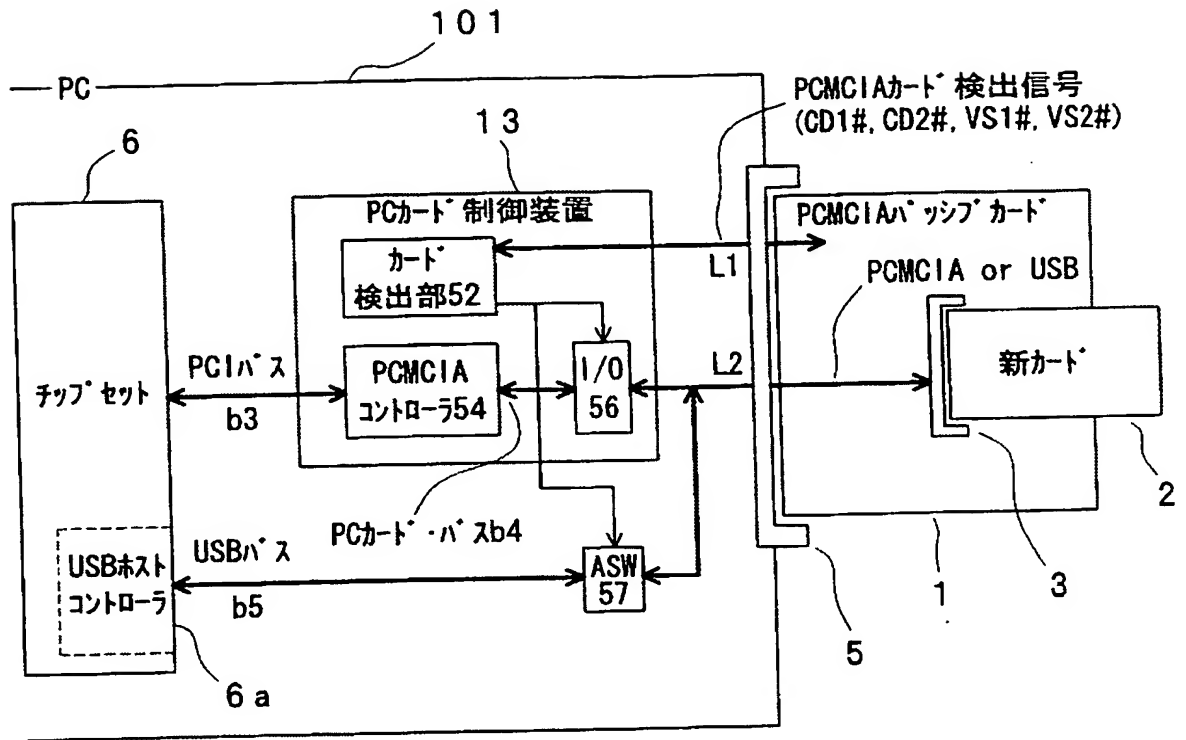 101
PC
PCMCIAカード検出信号
(CD1#, CD2#, VS1#, VS2#)
6
13
PCカード制御装置
PCMCIAパッシブカード
カード
検出部52
L1
PCMCIA or USB
PCIバス
b3
PCMCIA
コントローラ54
I/O
56
L2
新カード
チップセット
2
PCカード・バスb4
USBバス
b5
USBホスト
コントローラ
ASW
57
3
1
5
6a